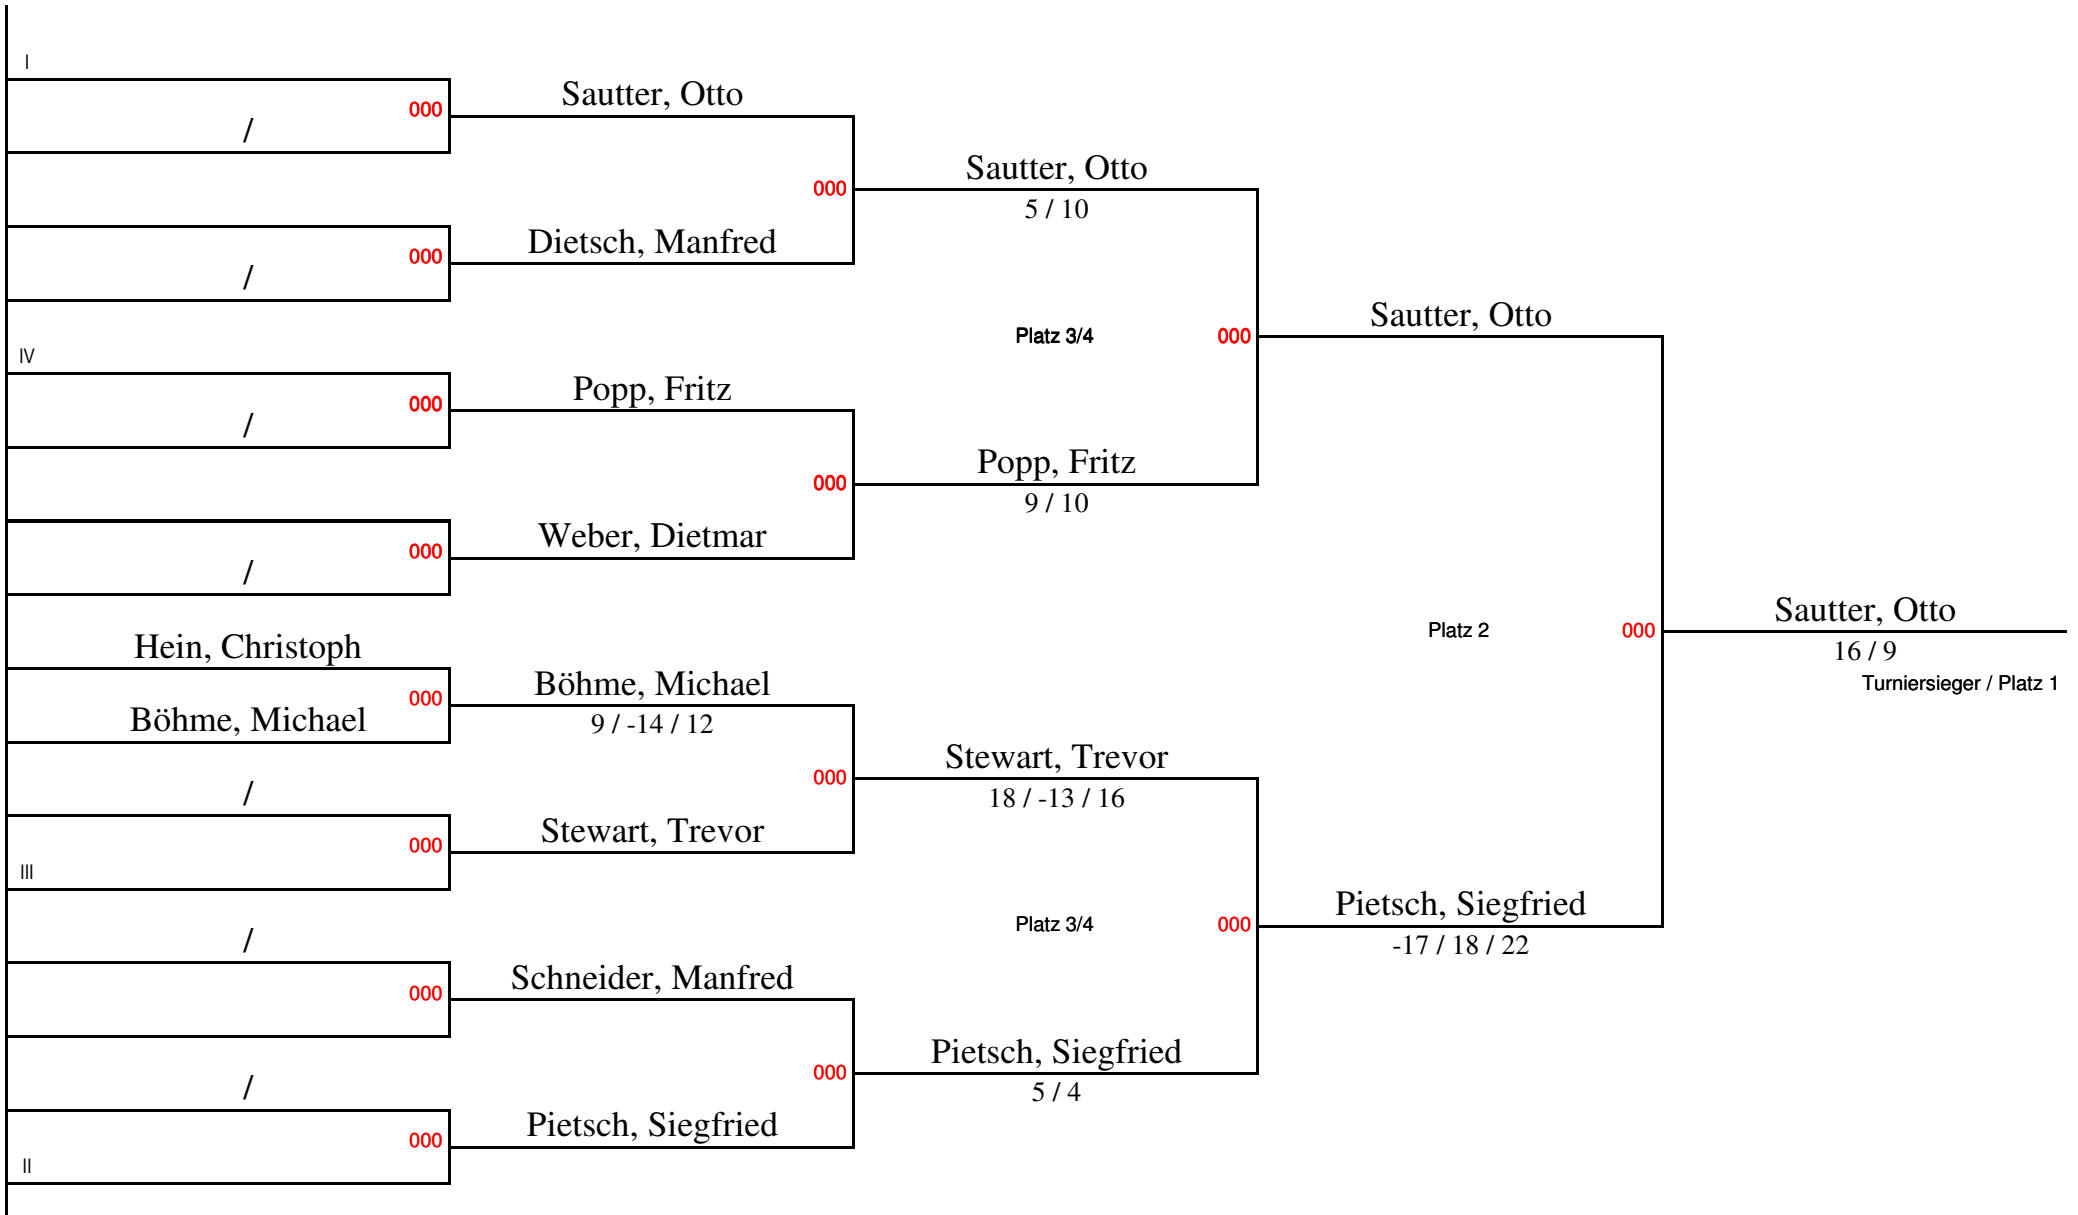 I
Sautter, Otto
000
/
Sautter, Otto
000
5 / 10
Dietsch, Manfred
000
/
Sautter, Otto
Platz 3/4
000
IV
Popp, Fritz
000
/
Popp, Fritz
000
9 / 10
Weber, Dietmar
000
/
Sautter, Otto
Platz 2
000
16 / 9
Turniersieger / Platz 1
Hein, Christoph
Böhme, Michael
000
Böhme, Michael
9 / -14 / 12
Stewart, Trevor
000
18 / -13 / 16
/
Stewart, Trevor
000
III
Pietsch, Siegfried
Platz 3/4
000
-17 / 18 / 22
/
Schneider, Manfred
000
Pietsch, Siegfried
000
5 / 4
/
Pietsch, Siegfried
000
II